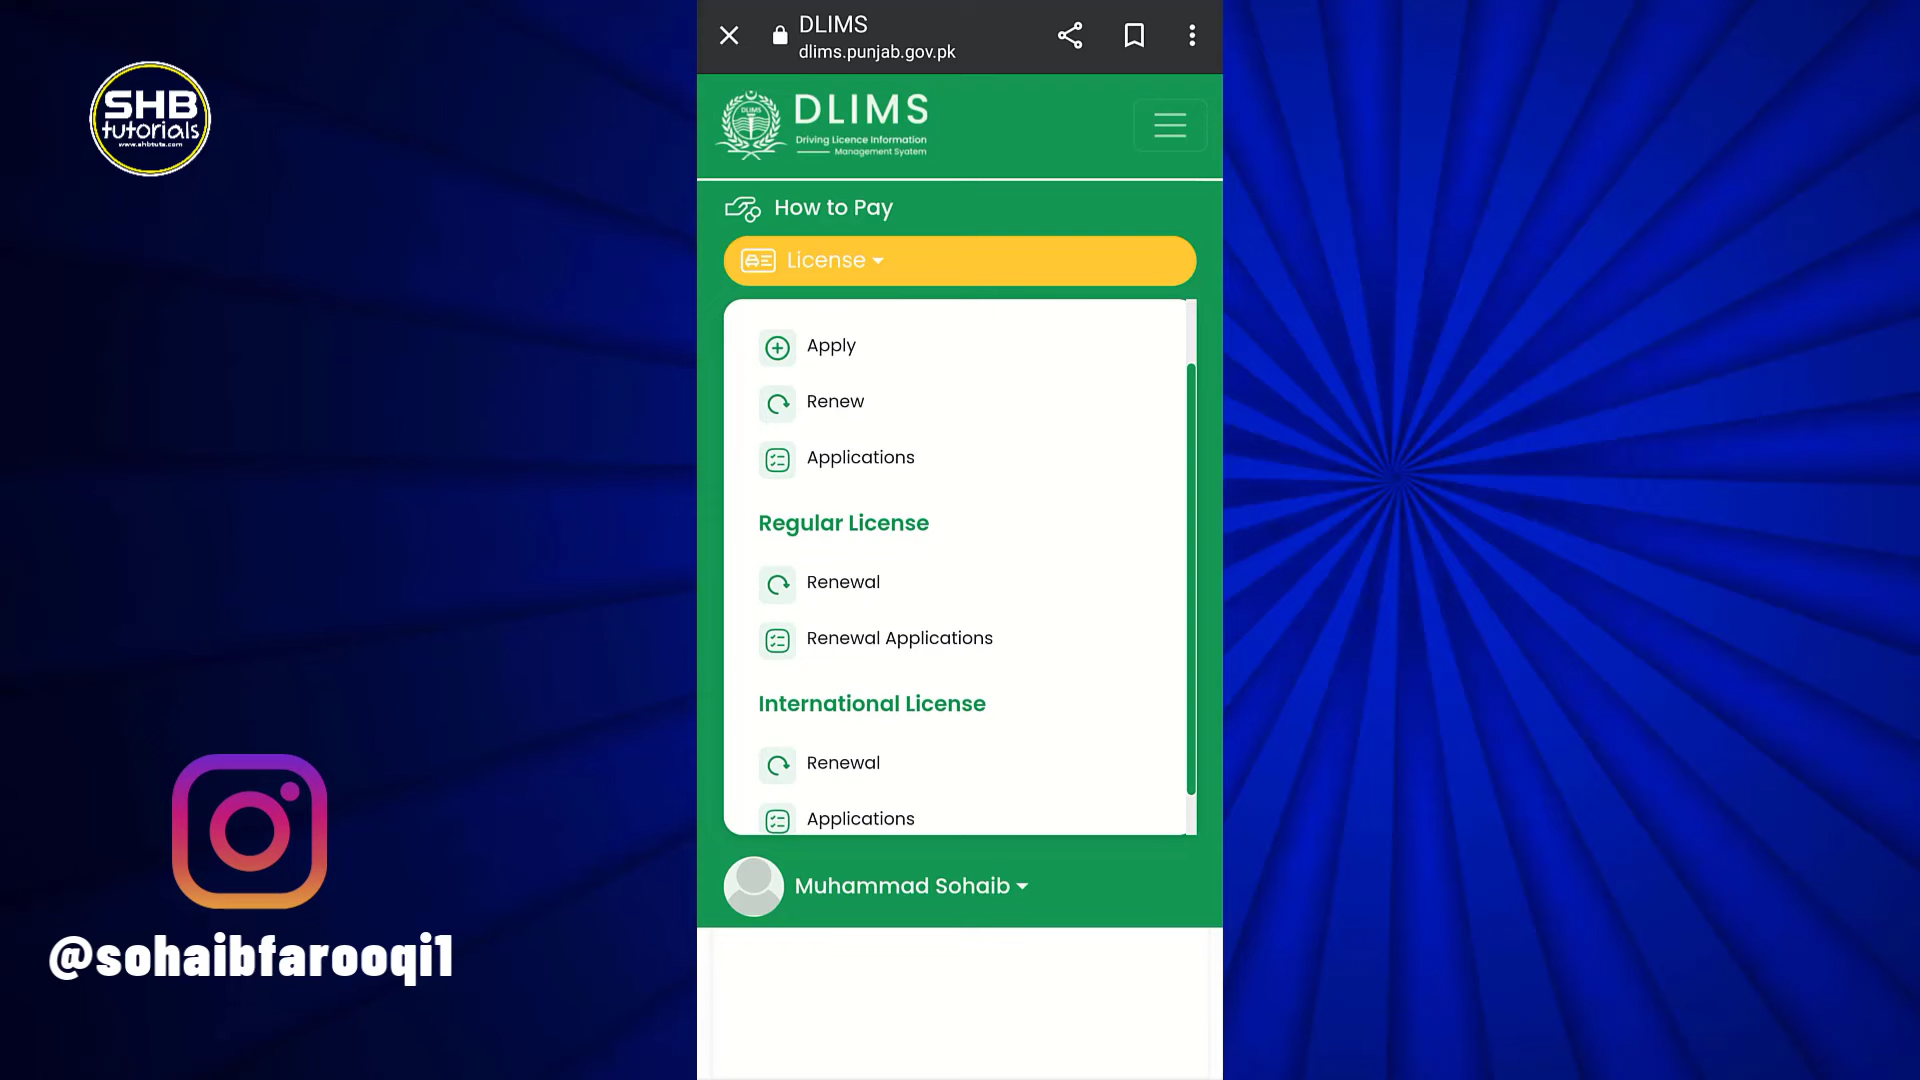 SHB
tutorials
www.shbtuts.com
DLIMS
dlims.punjab.gov.pk
DLIMS
DLIMS
Driving Licence Information
Management System
How to Pay
License
Apply
Renew
Applications
Regular License
Renewal
Renewal Applications
International License
Renewal
Applications
Muhammad Sohaib
@sohaibfarooqi1